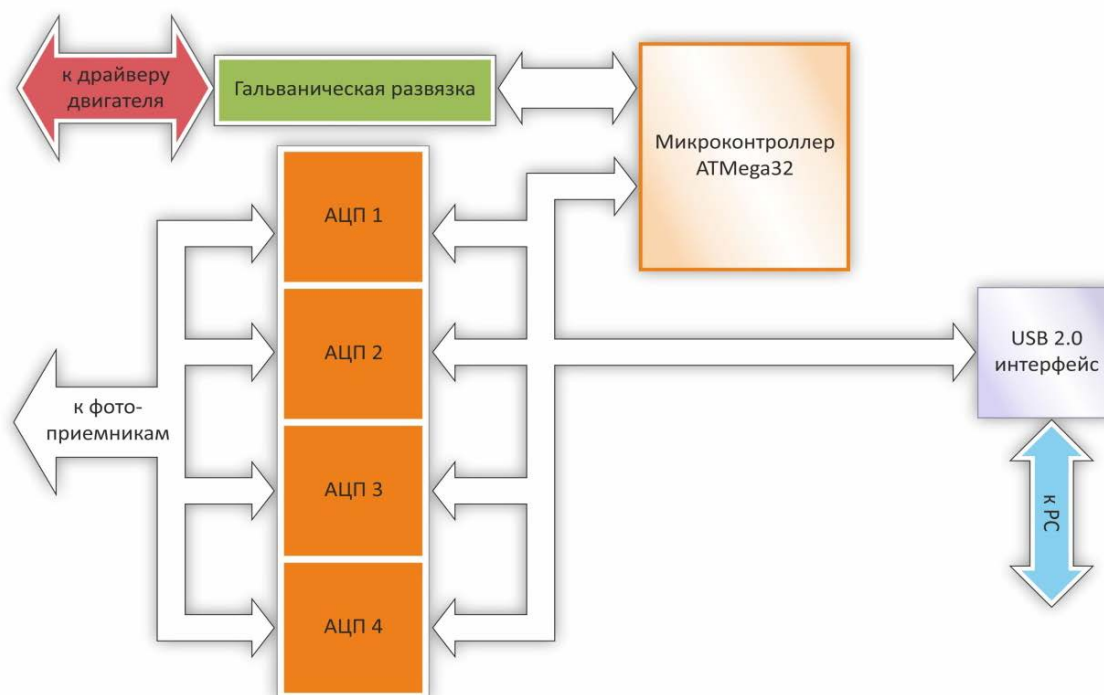 к драйверу
двигателя
Гальваническая развязка
Микроконтроллер
ATMega32
АЦП 1
АЦП 2
USB 2.0
интерфейс
к фото-
приемникам
АЦП 3
к PC
АЦП 4